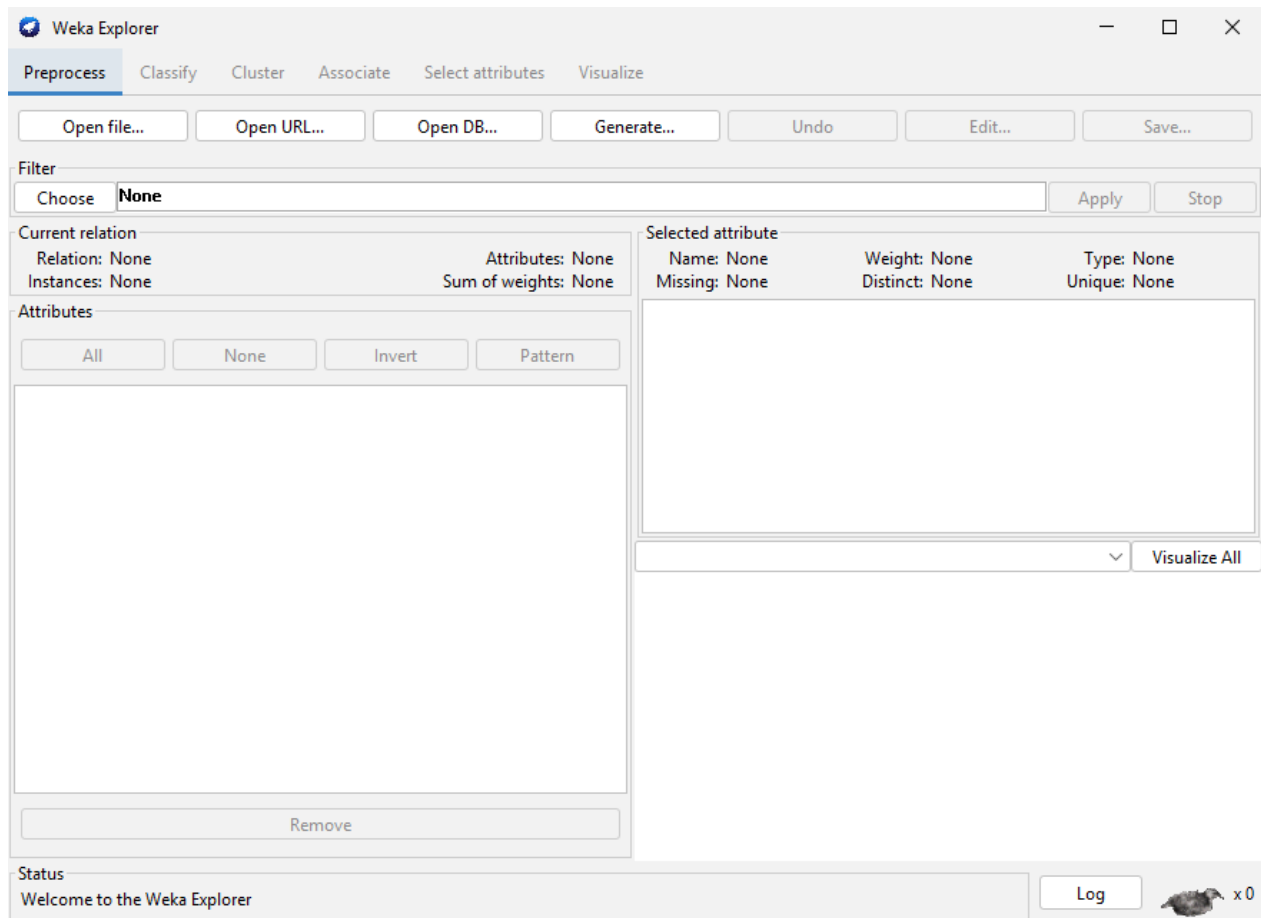 Weka Explorer
Preprocess Classify Cluster Associate Select attributes Visualize
Open file... Open URL... Open DB... Generate... Undo Edit... Save...
Filter
Choose None Apply Stop
Current relation
Relation: None Attributes: None
Instances: None Sum of weights: None
Selected attribute
Name: None Weight: None Type: None
Missing: None Distinct: None Unique: None
Attributes
All None Invert Pattern
Visualize All
Remove
Status
Welcome to the Weka Explorer
Log x 0